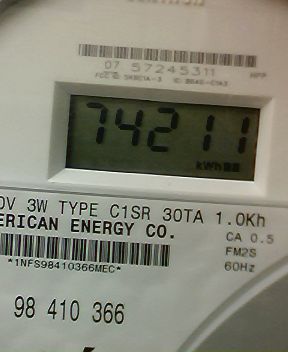 07 57245311
74211
kWh
0V 3W TYPE C1SR 30TA 1.0Kh
ERICAN ENERGY CO.
CA 0.5
FM2S
60Hz
*1NFS98410366MEC*
98 410 366